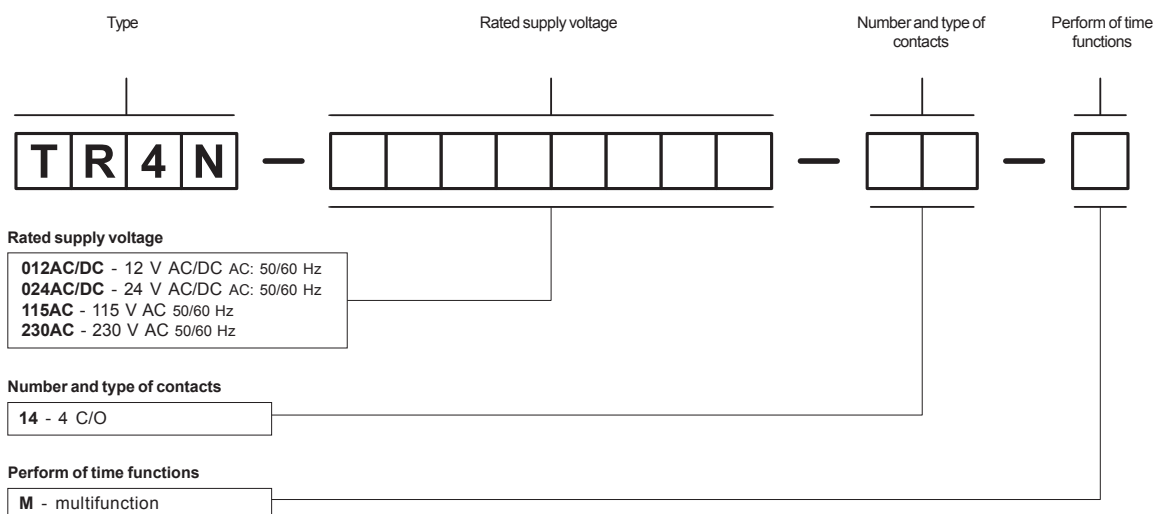 Type
Rated supply voltage
Number and type of
contacts
Perform of time
functions
TR4N – –  –
Rated supply voltage
012AC/DC - 12 V AC/DC AC: 50/60 Hz
024AC/DC - 24 V AC/DC AC: 50/60 Hz
115AC - 115 V AC 50/60 Hz
230AC - 230 V AC 50/60 Hz
Number and type of contacts
14 - 4 C/O
Perform of time functions
M - multifunction